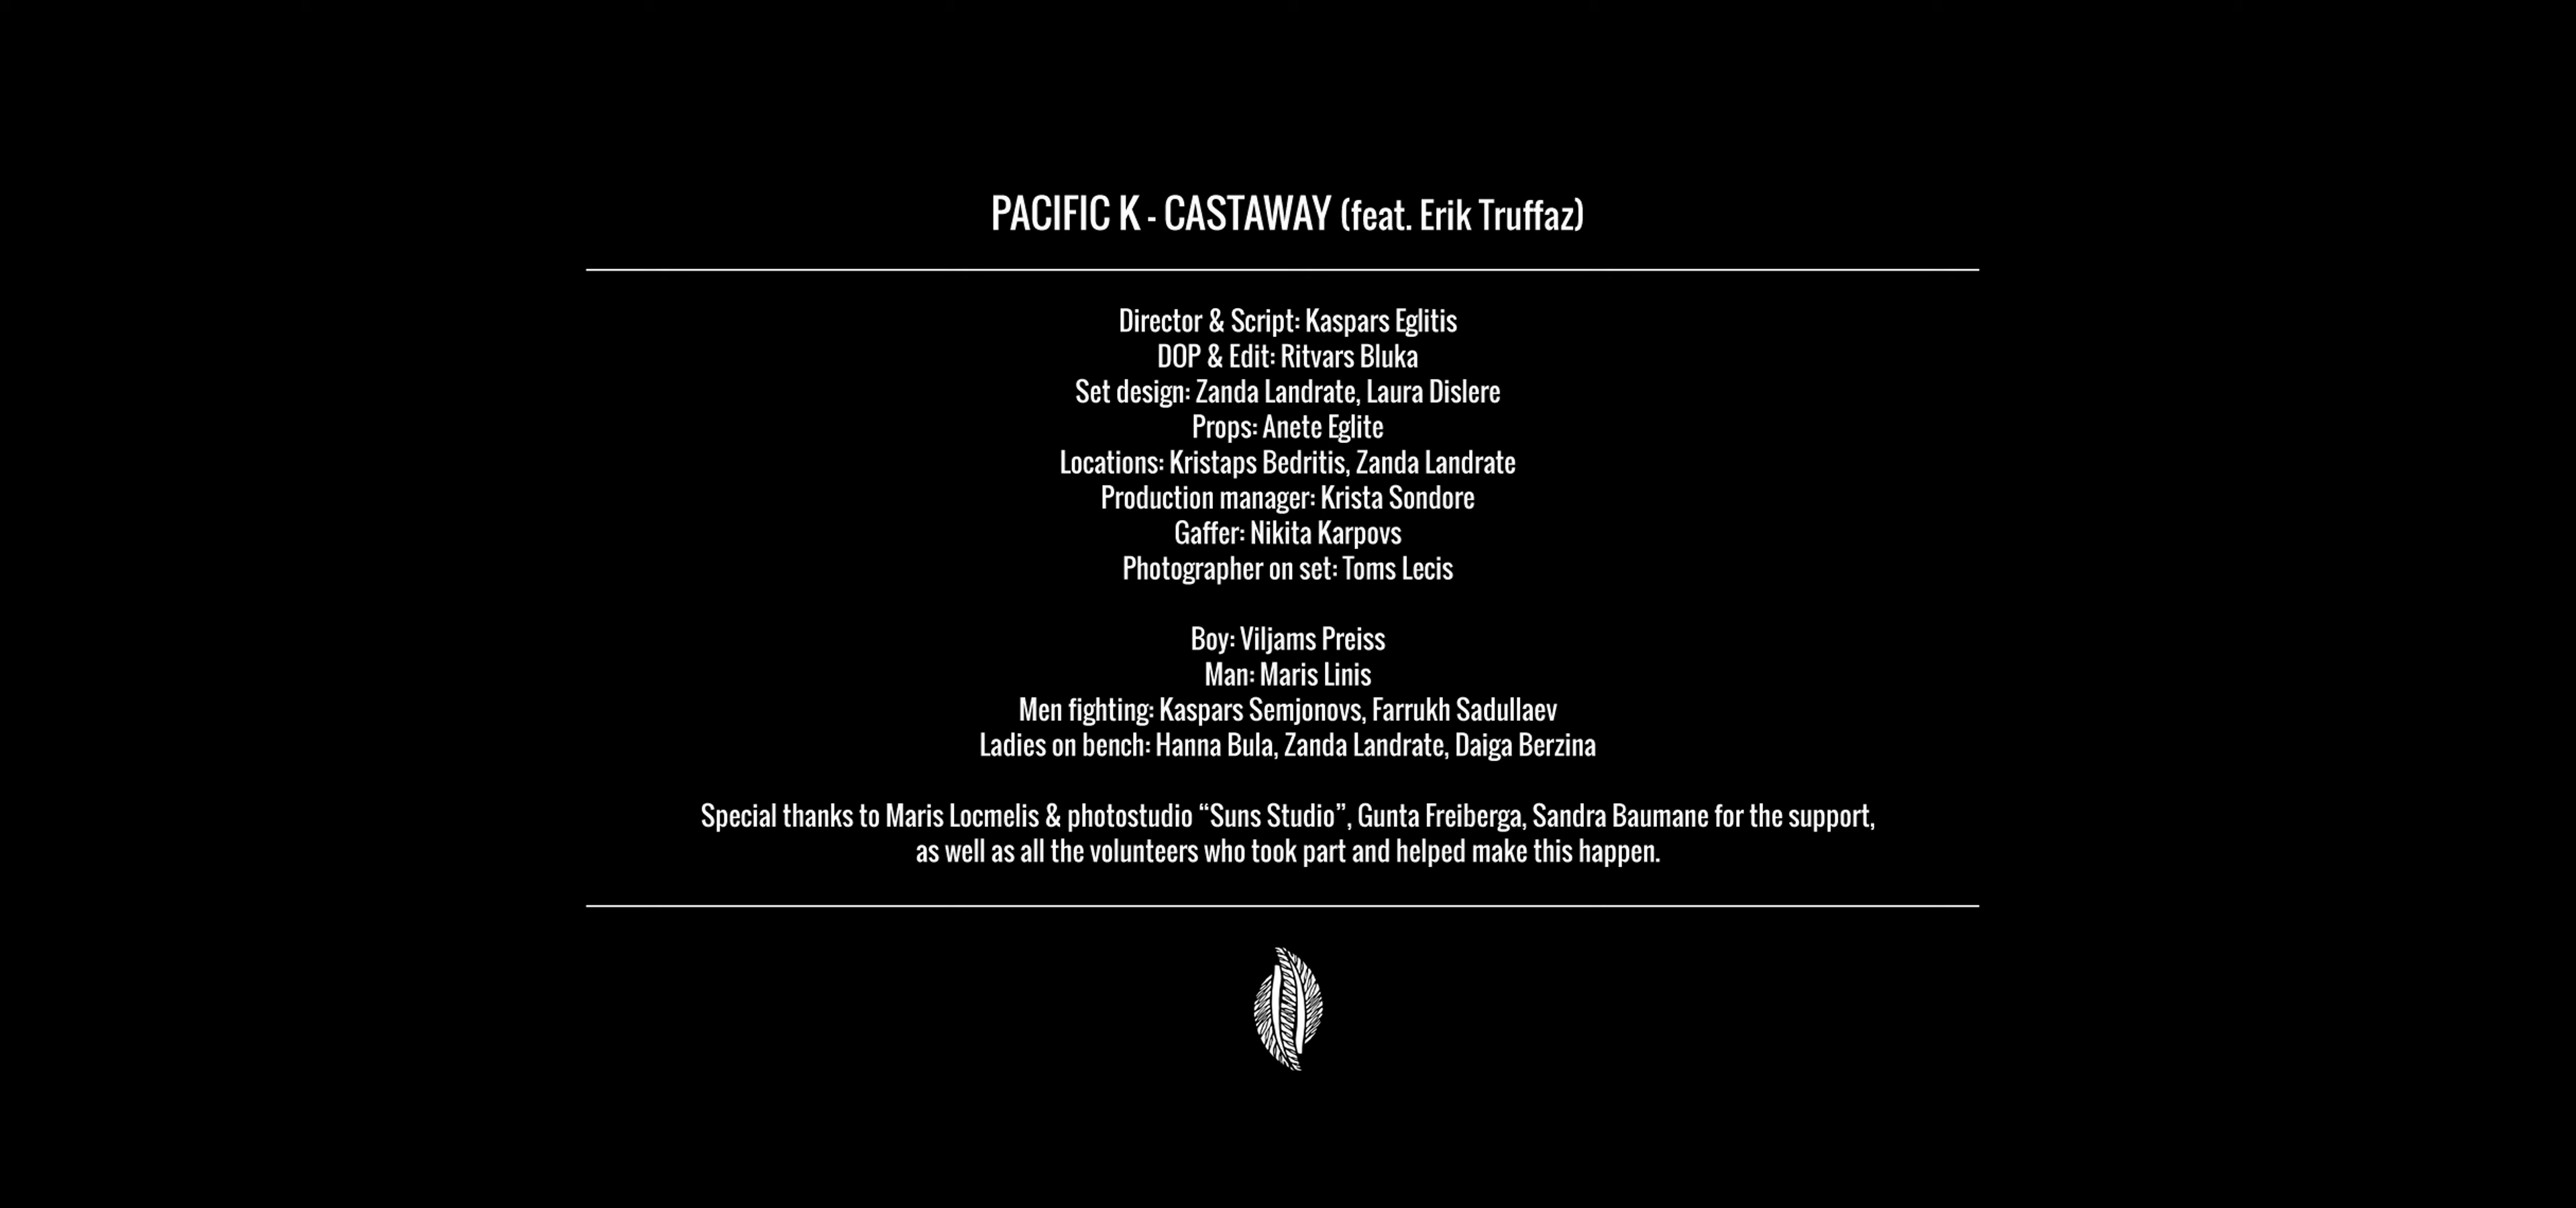 PACIFIC K - CASTAWAY (feat. Erik Truffaz)
Director & Script: Kaspars Eglitis
DOP & Edit: Ritvars Bluka
Set design: Zanda Landrate, Laura Dislere
Props: Anete Eglite
Locations: Kristaps Bedritis, Zanda Landrate
Production manager: Krista Sondore
Gaffer: Nikita Karpovs
Photographer on set: Toms Lecis
Boy: Viljams Preiss
Man: Maris Linis
Men fighting: Kaspars Semjonovs, Farrukh Sadullaev
Ladies on bench: Hanna Bula, Zanda Landrate, Daiga Berzina
Special thanks to Maris Locmelis & photostudio “Suns Studio”, Gunta Freiberga, Sandra Baumane for the support,
as well as all the volunteers who took part and helped make this happen.